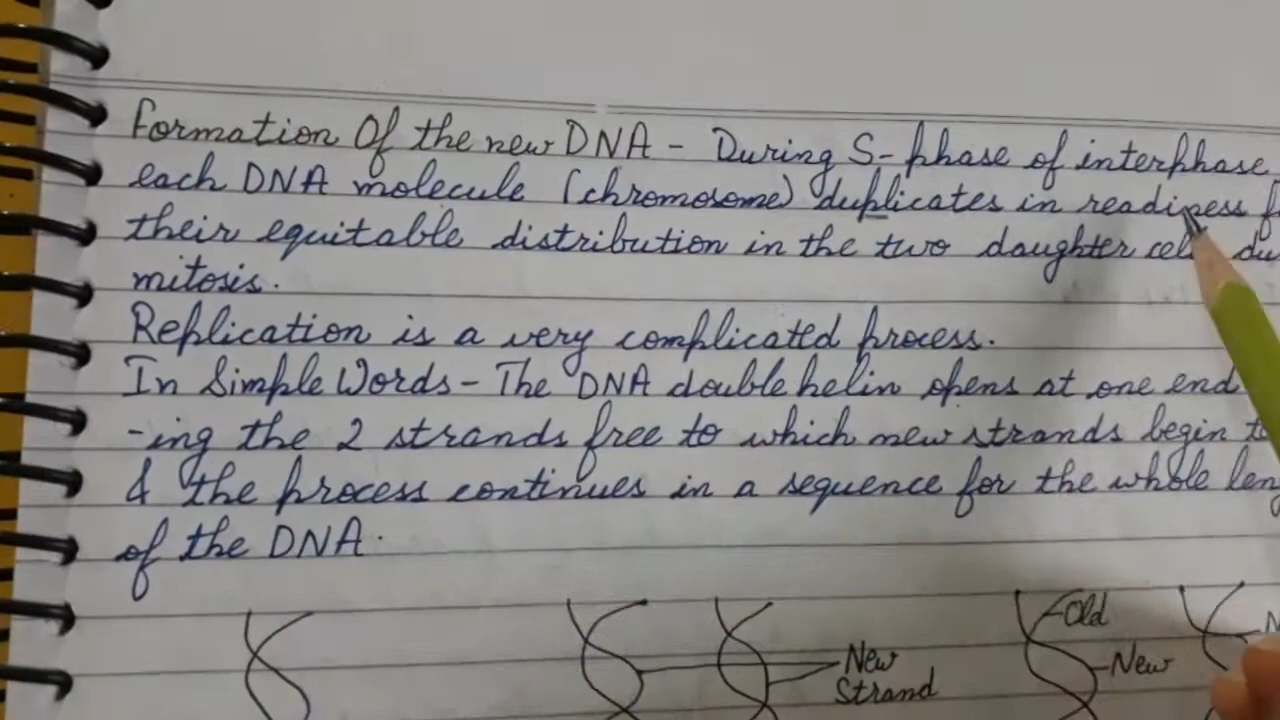 Formation Of the new DNA - During S-phase of interphase,
each DNA molecule (chromosome) duplicates in readiness
their equitable distribution in the two daughter
mitosis.
Replication is a very complicated process.
In Simple Words - The DNA double helin opens at one end
-ing the 2 strands free to which new strands begin
& the process continues in a sequence for the whole
of the DNA.
Old
New
Strand
New